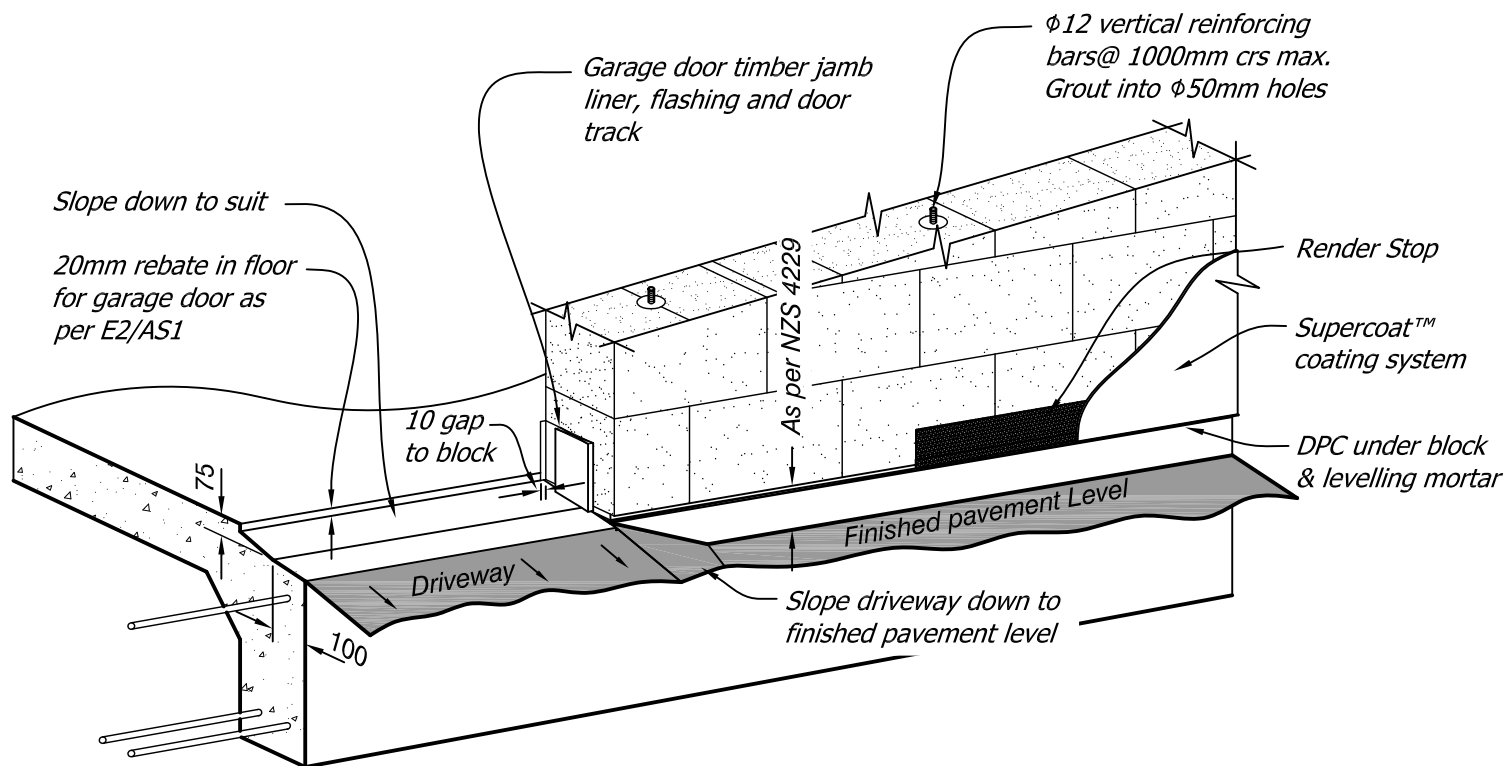 Φ12 vertical reinforcing
bars@ 1000mm crs max.
Grout into Φ50mm holes
Garage door timber jamb
liner, flashing and door
track
Slope down to suit
20mm rebate in floor
for garage door as
per E2/AS1
As per NZS 4229
Render Stop
Supercoat™
coating system
10 gap
to block
75
DPC under block
& levelling mortar
Finished pavement Level
Driveway
Slope driveway down to
finished pavement level
100